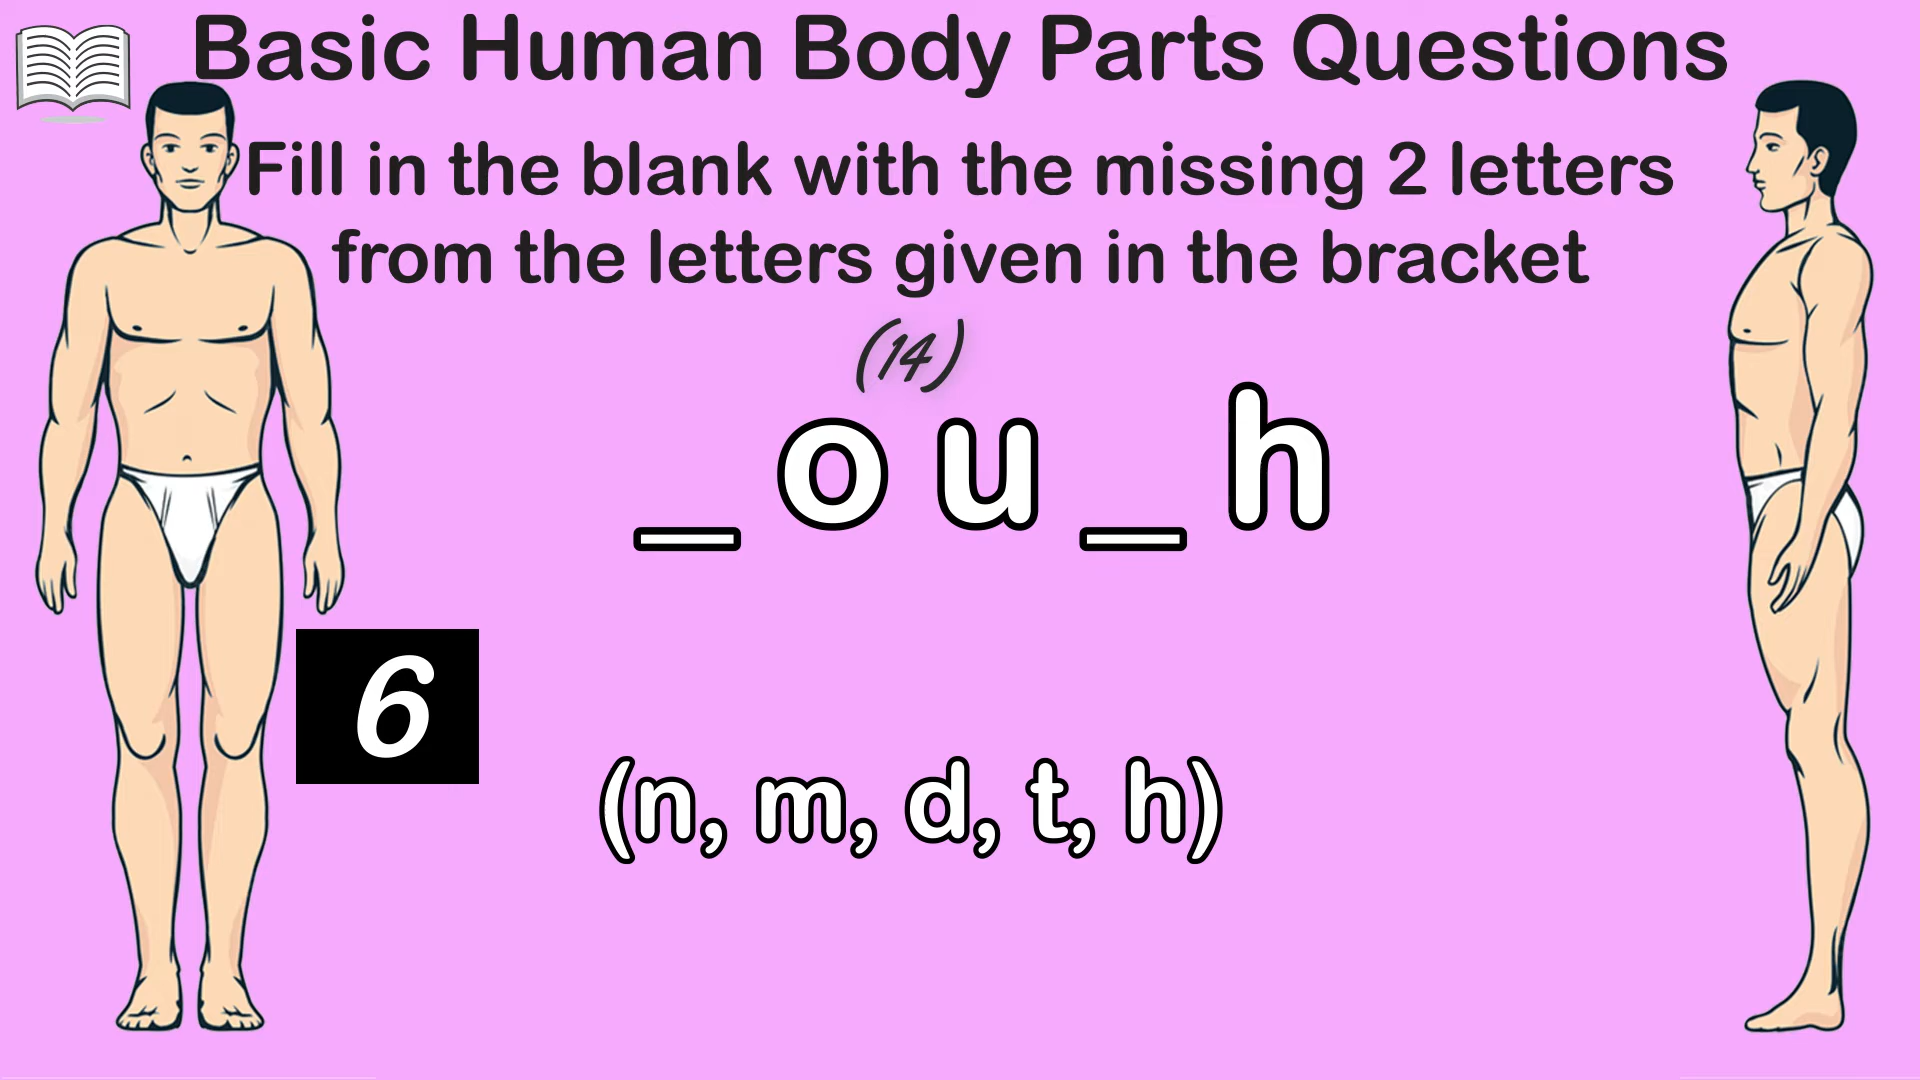 Basic Human Body Parts Questions
Fill in the blank with the missing 2 letters
from the letters given in the bracket
(14)
_ o u _ h
6
(n, m, d, t, h)